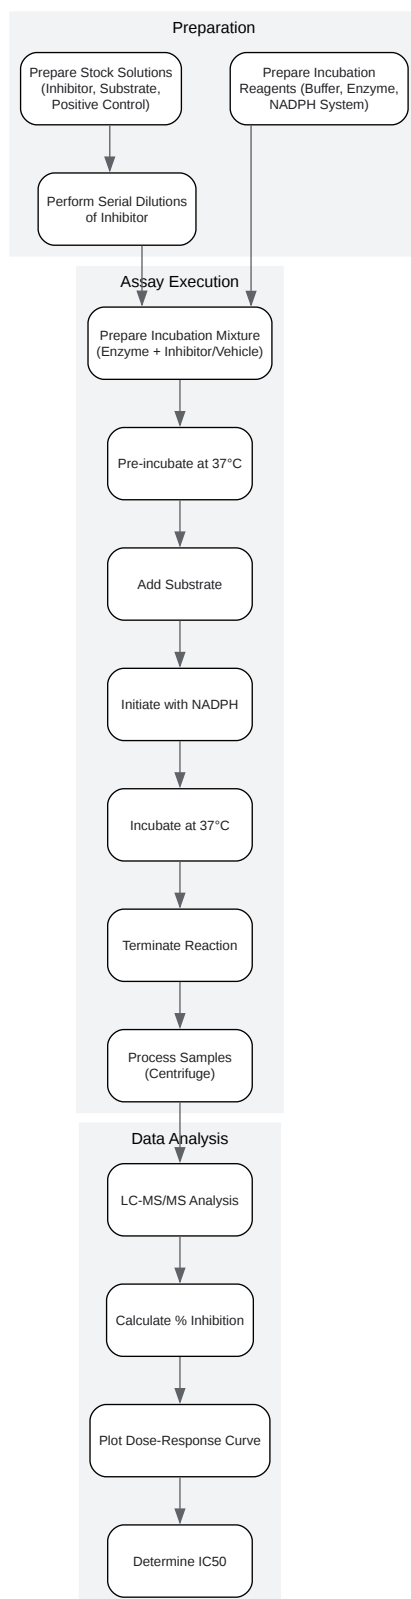 Preparation
Prepare Stock Solutions
(Inhibitor, Substrate,
Positive Control)
Prepare Incubation
Reagents (Buffer, Enzyme,
NADPH System)
Perform Serial Dilutions
of Inhibitor
Assay Execution
Prepare Incubation Mixture
(Enzyme + Inhibitor/Vehicle)
Pre-incubate at 37°C
Add Substrate
Initiate with NADPH
Incubate at 37°C
Terminate Reaction
Process Samples
(Centrifuge)
Data Analysis
LC-MS/MS Analysis
Calculate % Inhibition
Plot Dose-Response Curve
Determine IC50